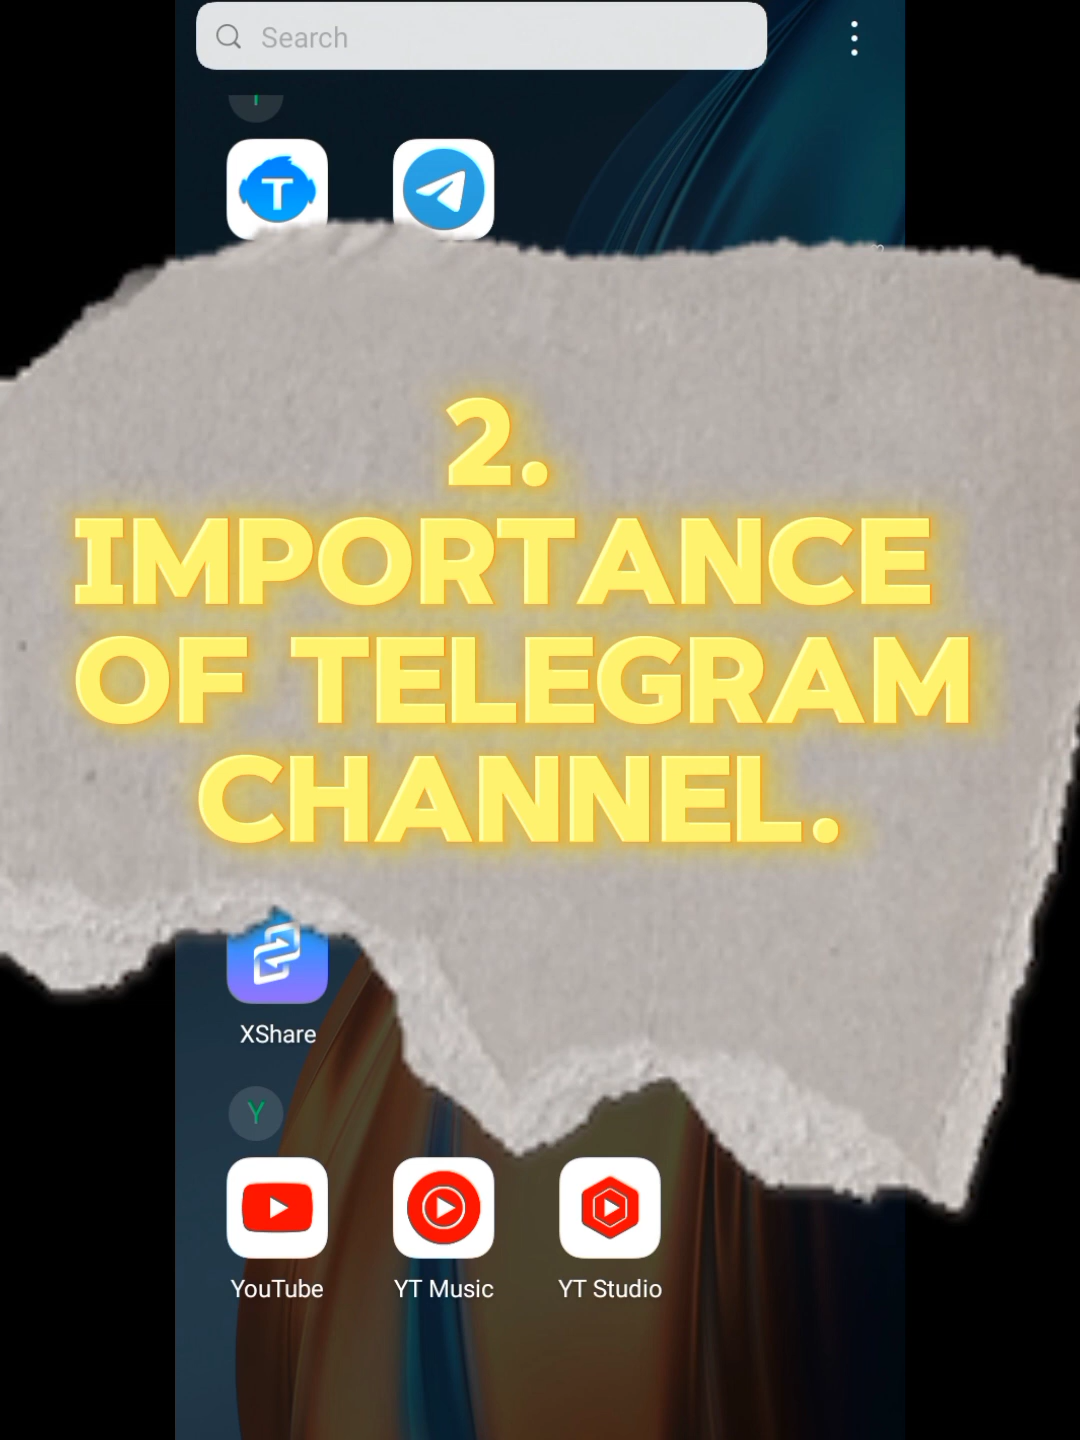 Search
T
2.
IMPORTANCE
OF TELEGRAM
CHANNEL.
XShare
Y
YouTube
YT Music
YT Studio